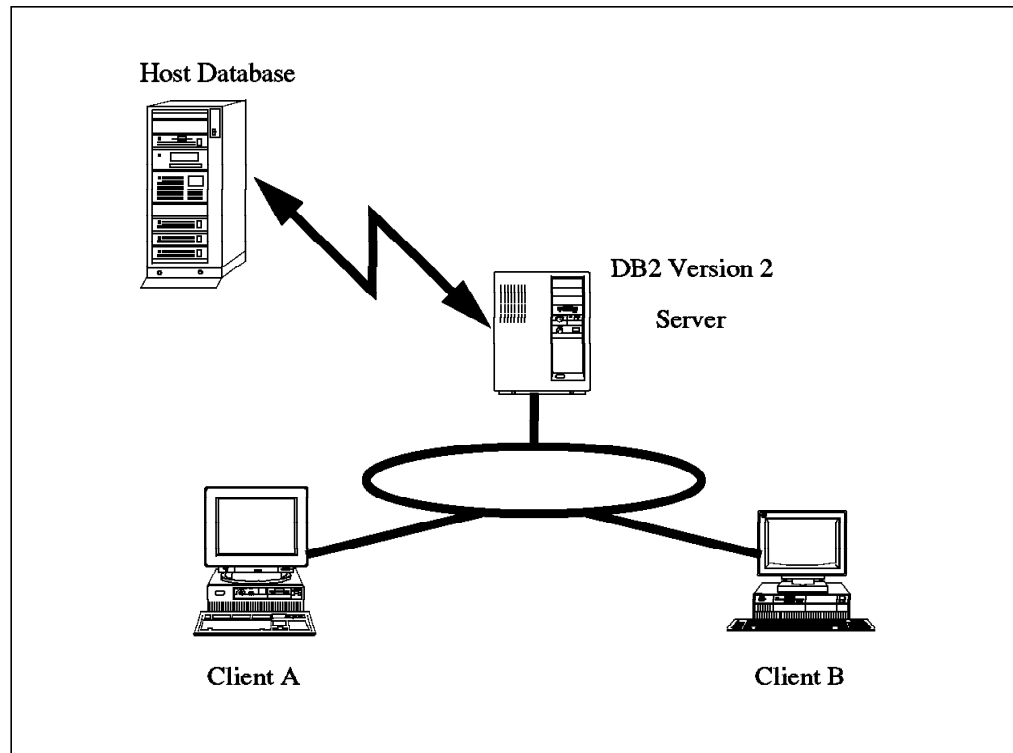 Host Database
DB2 Version 2
Server
Client A
Client B